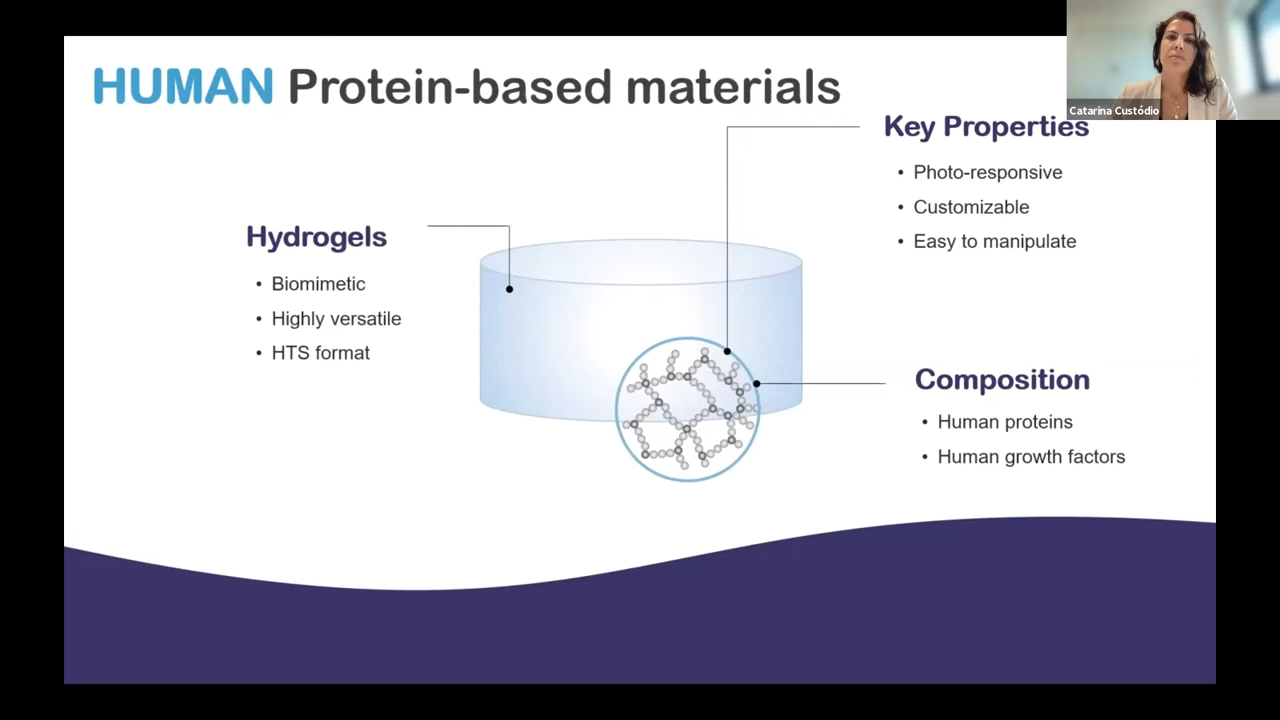 HUMAN Protein-based materials
Catarina Custódio
Key Properties
• Photo-responsive
• Customizable
• Easy to manipulate
Hydrogels
• Biomimetic
• Highly versatile
• HTS format
Composition
• Human proteins
• Human growth factors